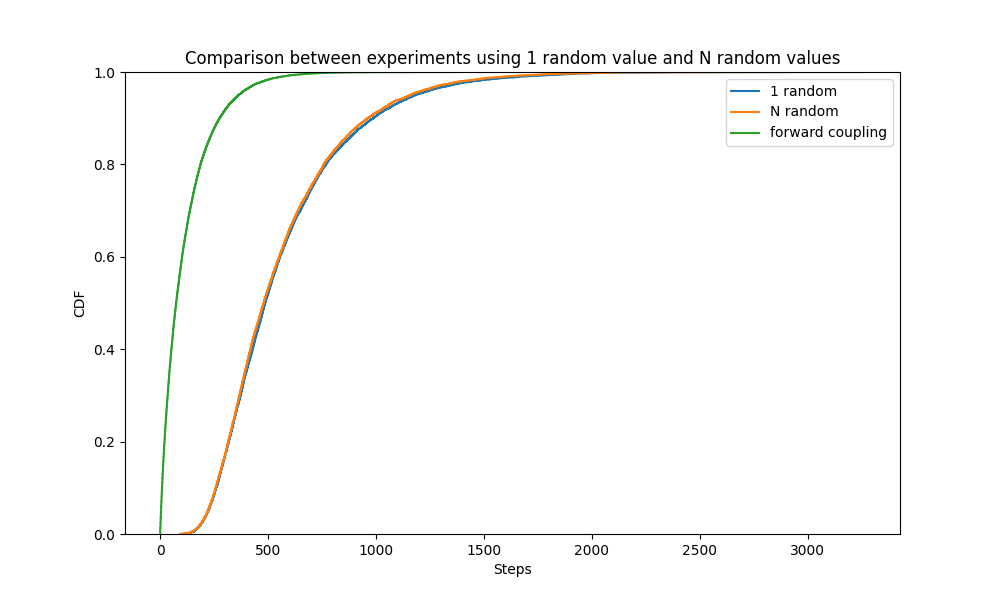 Comparison between experiments using 1 random value and N random values
1 random
N random
forward coupling
CDF
1.0
0.8
0.6
0.4
0.2
0.0
0 500 1000 1500 2000 2500 3000
Steps